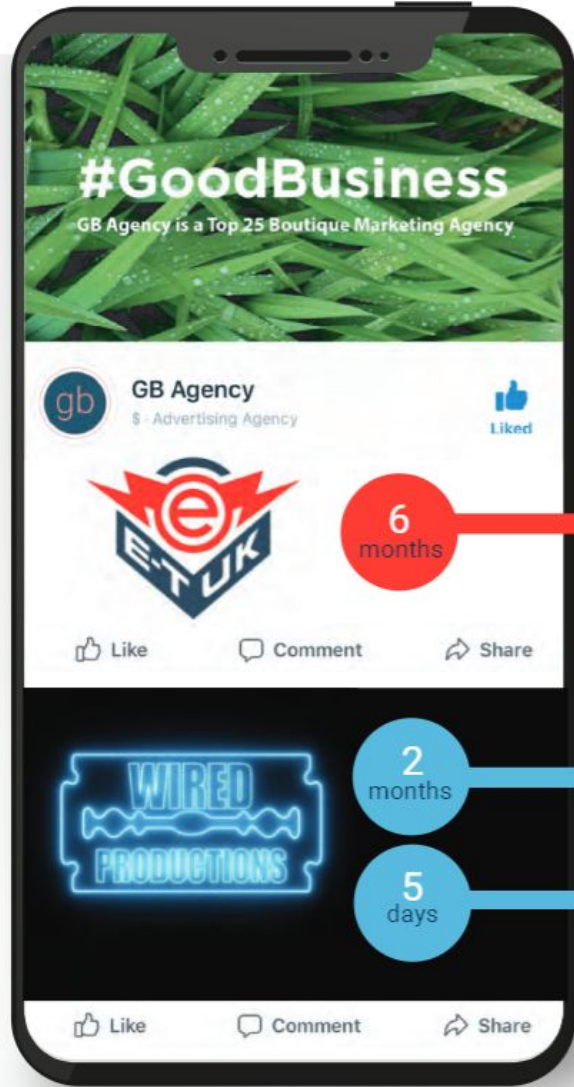 #GoodBusiness
GB Agency is a Top 25 Boutique Marketing Agency
gb
GB Agency
$ - Advertising Agency
Liked
e
E-TUK
6
months
Like
Comment
Share
WIRED
PRODUCTIONS
2
months
5
days
Like
Comment
Share